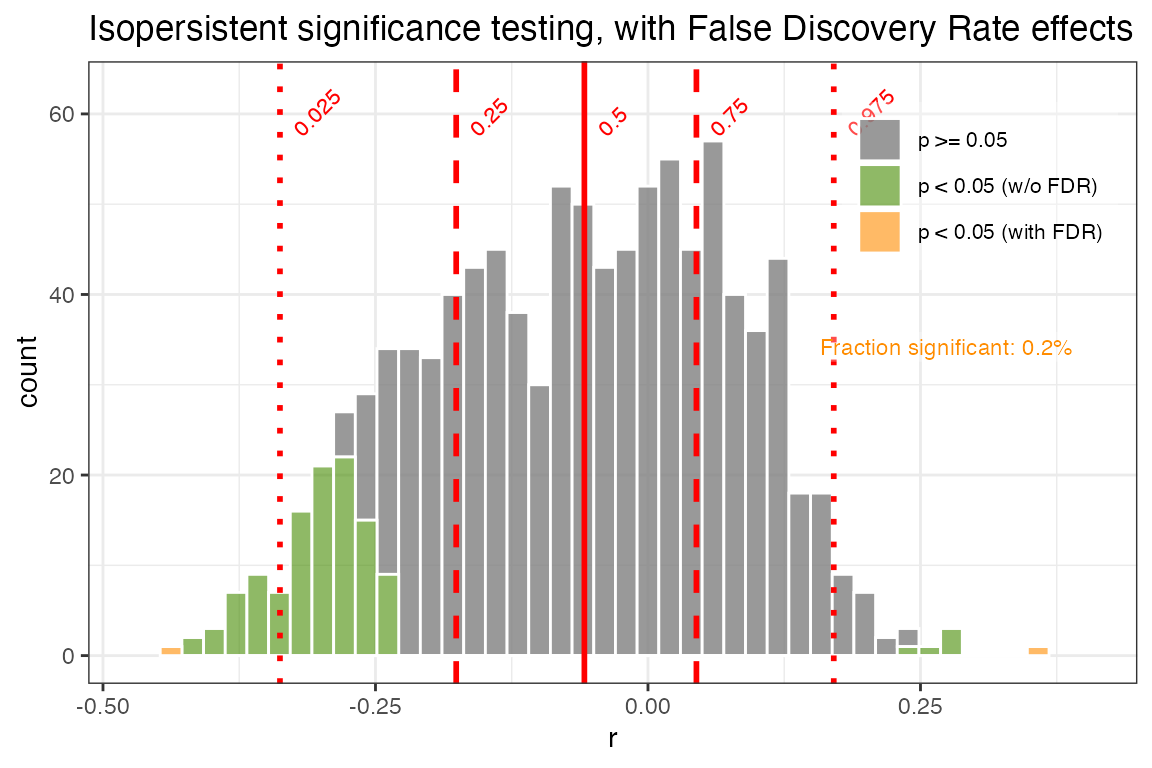 Isopersistent significance testing, with False Discovery Rate effects
0.025
0.25
0.5
0.75
0.975
p >= 0.05
p < 0.05 (w/o FDR)
p < 0.05 (with FDR)
Fraction significant: 0.2%
count
60
40
20
0
-0.50
-0.25
0.00
0.25
r